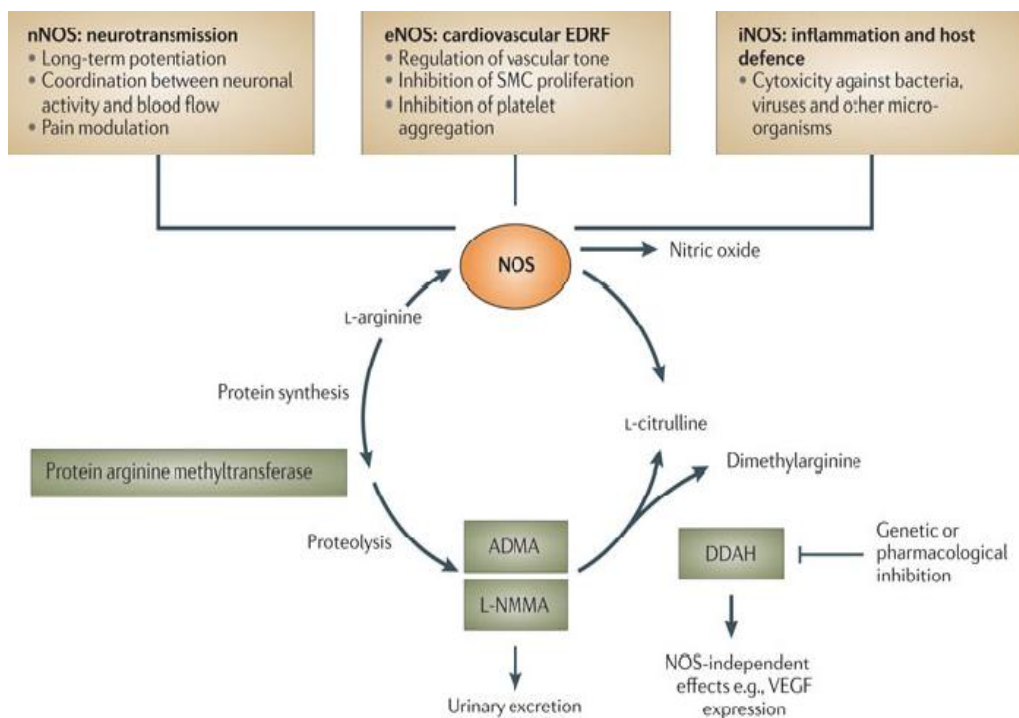 nNOS: neurotransmission
• Long-term potentiation
• Coordination between neuronal
activity and blood flow
• Pain modulation
eNOS: cardiovascular EDRF
• Regulation of vascular tone
• Inhibition of SMC proliferation
• Inhibition of platelet
aggregation
iNOS: inflammation and host
defence
• Cytoxicity against bacteria,
viruses and other micro-
organisms
NOS
Nitric oxide
L-arginine
Protein synthesis
L-citrulline
Protein arginine methyltransferase
Dimethylarginine
Proteolysis
ADMA
L-NMMA
DDAH
Genetic or
pharmacological
inhibition
Urinary excretion
NOS-independent
effects e.g., VEGF
expression